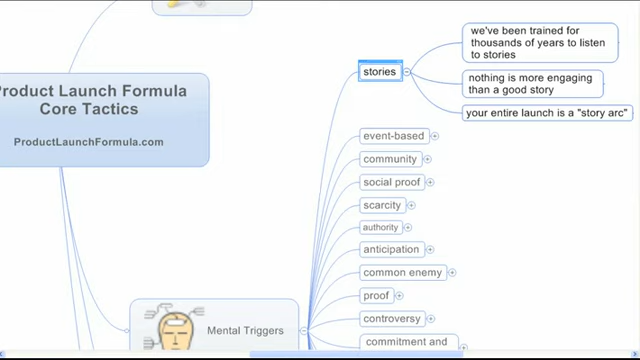 Product Launch Formula
Core Tactics
ProductLaunchFormula.com
stories
we've been trained for
thousands of years to listen
to stories
nothing is more engaging
than a good story
your entire launch is a "story arc"
event-based
community
social proof
scarcity
authority
anticipation
common enemy
proof
controversy
commitment and
Mental Triggers